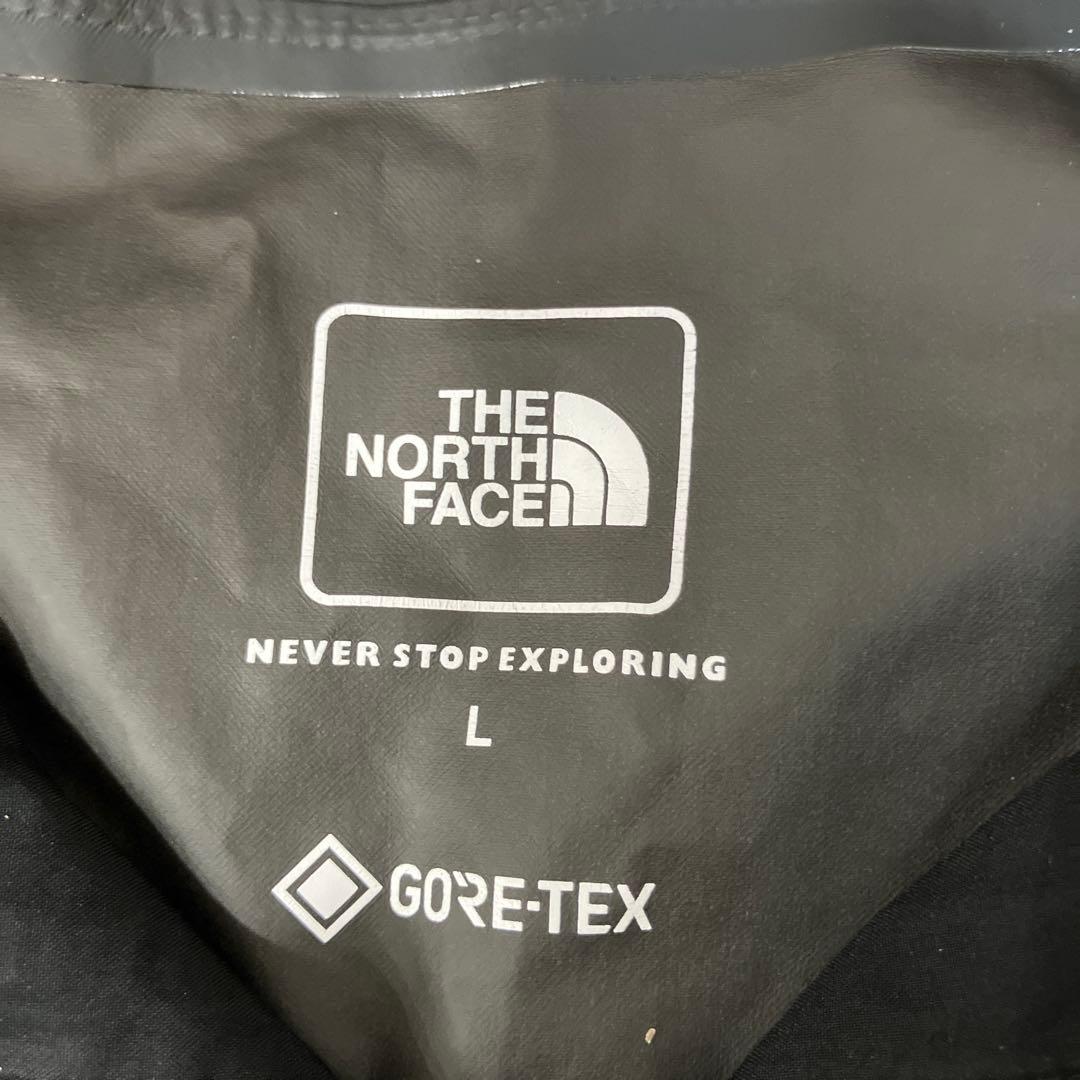 THE
NORTH
FACE
NEVER STOP EXPLORING
L
GORE-TEX